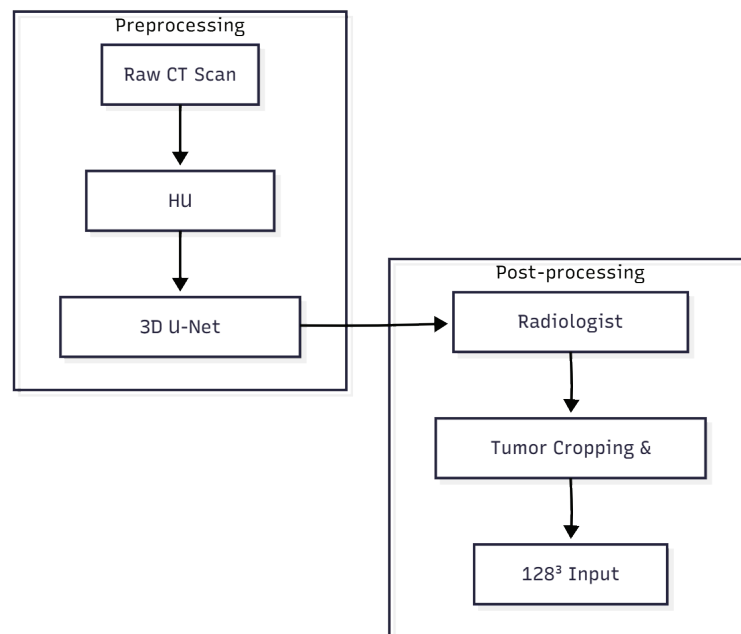 Preprocessing
Raw CT Scan
HU
3D U-Net
Post-processing
Radiologist
Tumor Cropping &
128³ Input